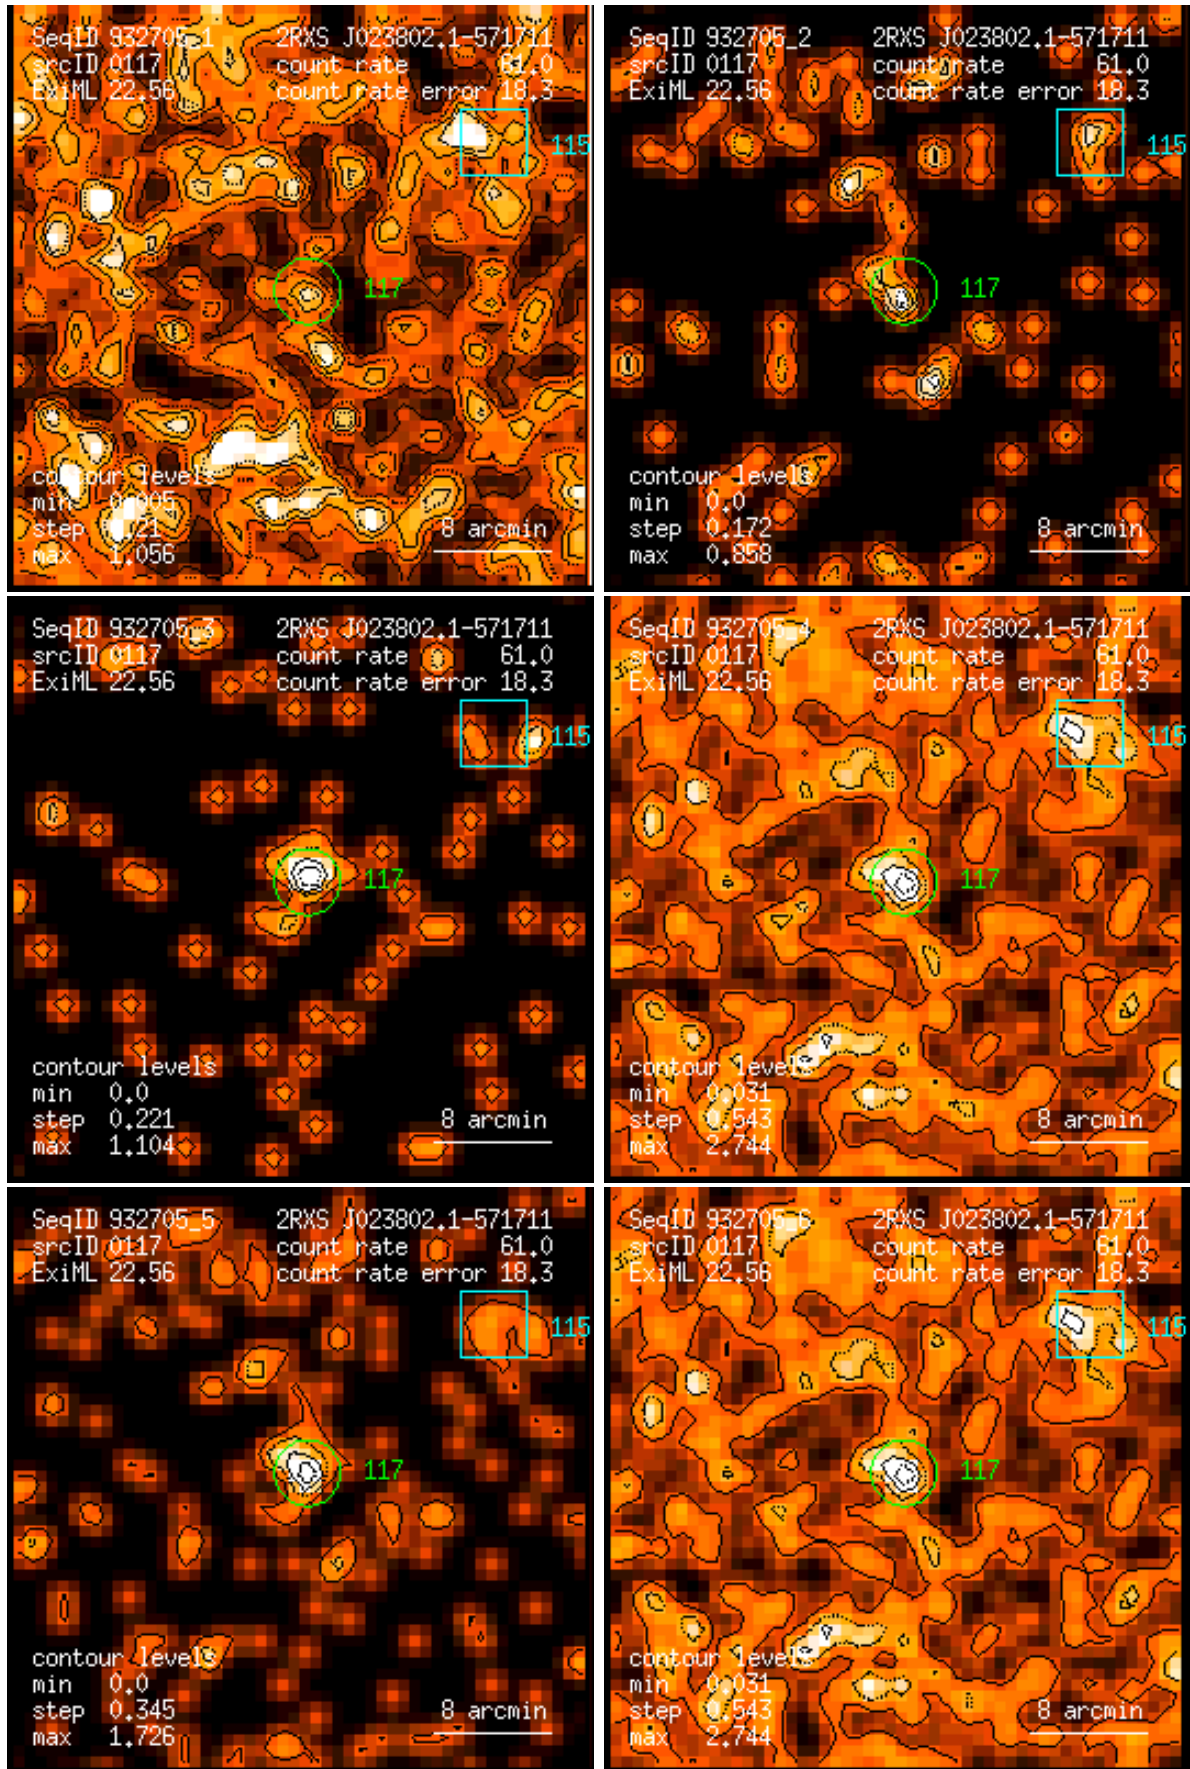 SeqID 932705_1 2RXS J023802.1-571711
srcID 0117 count rate 61.0
ExiML 22.56 count rate error 18.3
115
117
contour levels
min 0.005
step 0.21
max 1.056
8 arcmin
SeqID 932705_2 2RXS J023802.1-571711
srcID 0117 count rate 61.0
ExiML 22.56 count rate error 18.3
115
117
contour levels
min 0.0
step 0.172
max 0.858
8 arcmin
SeqID 932705_3 2RXS J023802.1-571711
srcID 0117 count rate 61.0
ExiML 22.56 count rate error 18.3
115
117
contour levels
min 0.0
step 0.221
max 1.104
8 arcmin
SeqID 932705_4 2RXS J023802.1-571711
srcID 0117 count rate 61.0
ExiML 22.56 count rate error 18.3
115
117
contour levels
min 0.031
step 0.543
max 2.744
8 arcmin
SeqID 932705_5 2RXS J023802.1-571711
srcID 0117 count rate 61.0
ExiML 22.56 count rate error 18.3
115
117
contour levels
min 0.0
step 0.345
max 1.726
8 arcmin
SeqID 932705_6 2RXS J023802.1-571711
srcID 0117 count rate 61.0
ExiML 22.56 count rate error 18.3
115
117
contour levels
min 0.031
step 0.543
max 2.744
8 arcmin